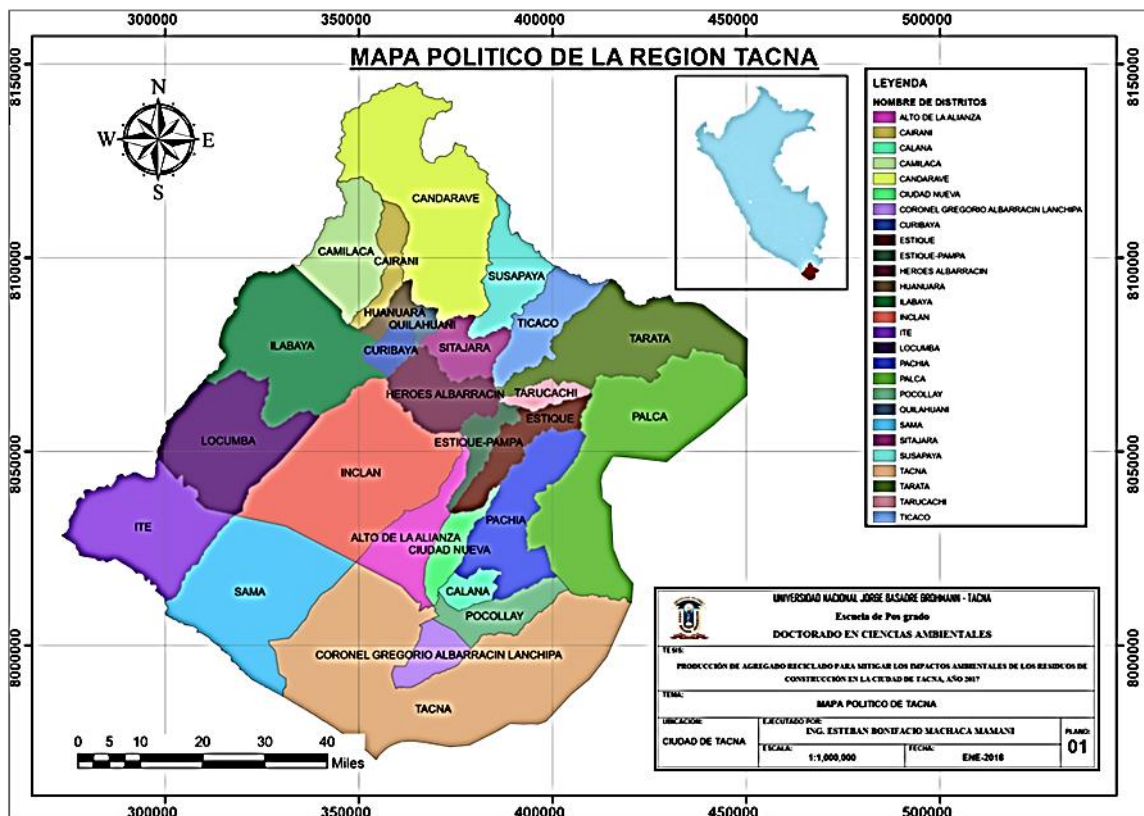 300000 350000 400000 450000 500000
MAPA POLITICO DE LA REGION TACNA
8150000
8150000
N
W E
S
LEYENDA
NOMBRE DE DISTRITOS
ALTO DE LA ALIANZA
CAIRANI
CALANA
CAMILACA
CANDARAVE
CIUDAD NUEVA
CORONEL GREGORIO ALBARRACIN LANCHIPA
CURIBAYA
ESTIQUE
ESTIQUE-PAMPA
HEROES ALBARRACIN
HUANUARA
ILABAYA
INCLAN
ITE
LOCUMBA
PACHIA
PALCA
POCOLLAY
QUILAHUANI
SAMA
SITAJARA
SUSAPAYA
TACNA
TARATA
TARUCACHI
TICACO
CANDARAVE
CAMILACA
CAIRANI
8100000
8100000
SUSAPAYA
HUANUARA
QUILAHUANI
TICACO
ILABAYA
CURIBAYA
SITAJARA
TARATA
HEROES ALBARRACIN
TARUCACHI
PALCA
ESTIQUE
LOCUMBA
ESTIQUE-PAMPA
8050000
8050000
INCLAN
ITE
PACHIA
ALTO DE LA ALIANZA
CIUDAD NUEVA
SAMA
CALANA
POCOLLAY
8000000
8000000
CORONEL GREGORIO ALBARRACIN LANCHIPA
TACNA
0 5 10 20 30 40
Miles
UNIVERSIDAD NACIONAL JORGE BASADRE GROHMANN - TACNA
Escuela de Pos grado
DOCTORADO EN CIENCIAS AMBIENTALES
TESIS:
PRODUCCIÓN DE AGREGADO RECICLADO PARA MITIGAR LOS IMPACTOS AMBIENTALES DE LOS RESIDUOS DE
CONSTRUCCIÓN EN LA CIUDAD DE TACNA, AÑO 2017
TEMA:
MAPA POLITICO DE TACNA
UBICACIÓN:
CIUDAD DE TACNA
EJECUTADO POR:
ING. ESTEBAN BONIFACIO MACHACA MAMANI
ESCALA:
1:1,000,000
FECHA:
ENE-2018
PLANO:
01
300000 350000 400000 450000 500000